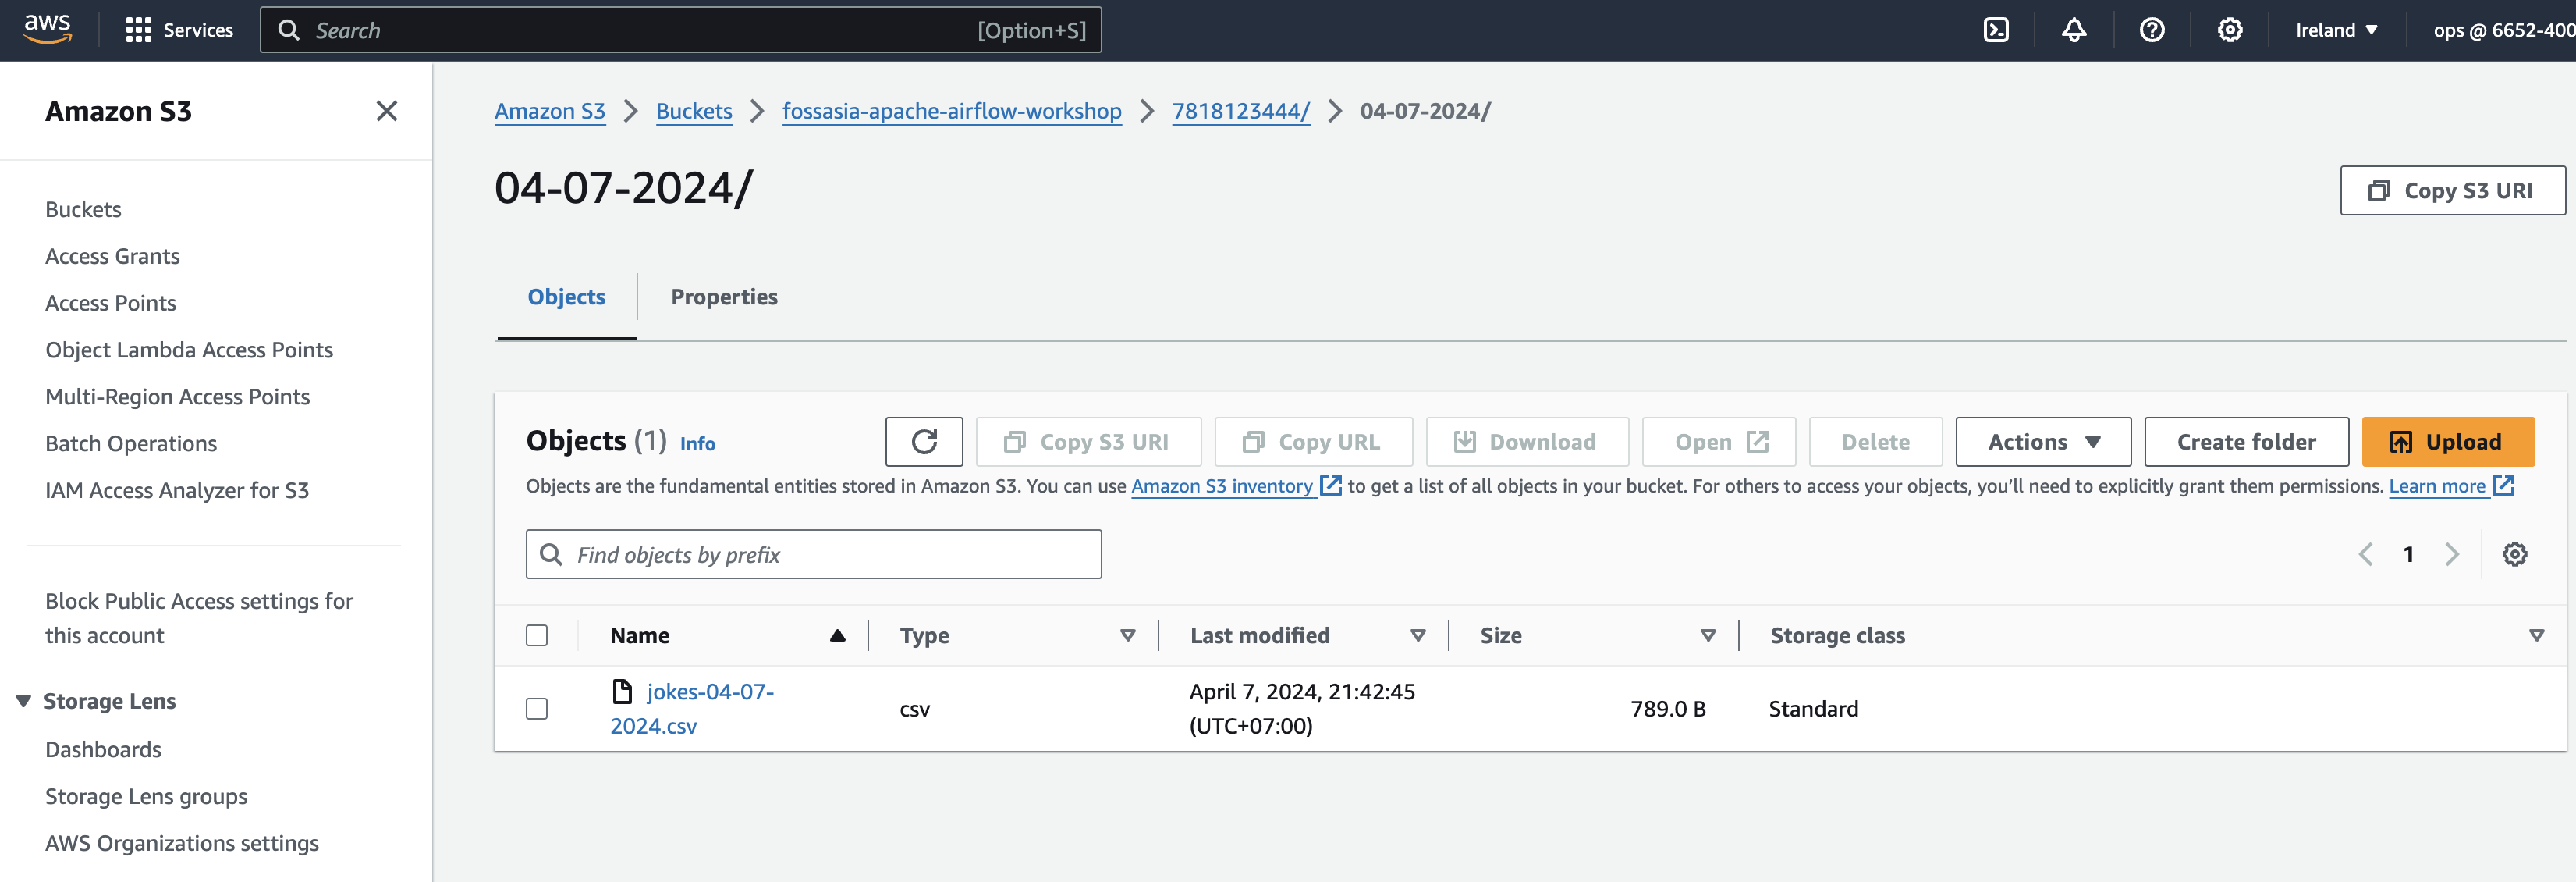 aws Services Search [Option+S] Ireland ops @ 6652-400
Amazon S3
Buckets
Access Grants
Access Points
Object Lambda Access Points
Multi-Region Access Points
Batch Operations
IAM Access Analyzer for S3
Block Public Access settings for
this account
Storage Lens
Dashboards
Storage Lens groups
AWS Organizations settings
Amazon S3 Buckets fossasia-apache-airflow-workshop 7818123444/ 04-07-2024/
04-07-2024/
Copy S3 URI
Objects Properties
Objects (1) Info Copy S3 URI Copy URL Download Open Delete Actions Create folder Upload
Objects are the fundamental entities stored in Amazon S3. You can use Amazon S3 inventory to get a list of all objects in your bucket. For others to access your objects, you’ll need to explicitly grant them permissions. Learn more
Find objects by prefix
1
Name Type Last modified Size Storage class
jokes-04-07-
2024.csv
csv
April 7, 2024, 21:42:45
(UTC+07:00)
789.0 B
Standard